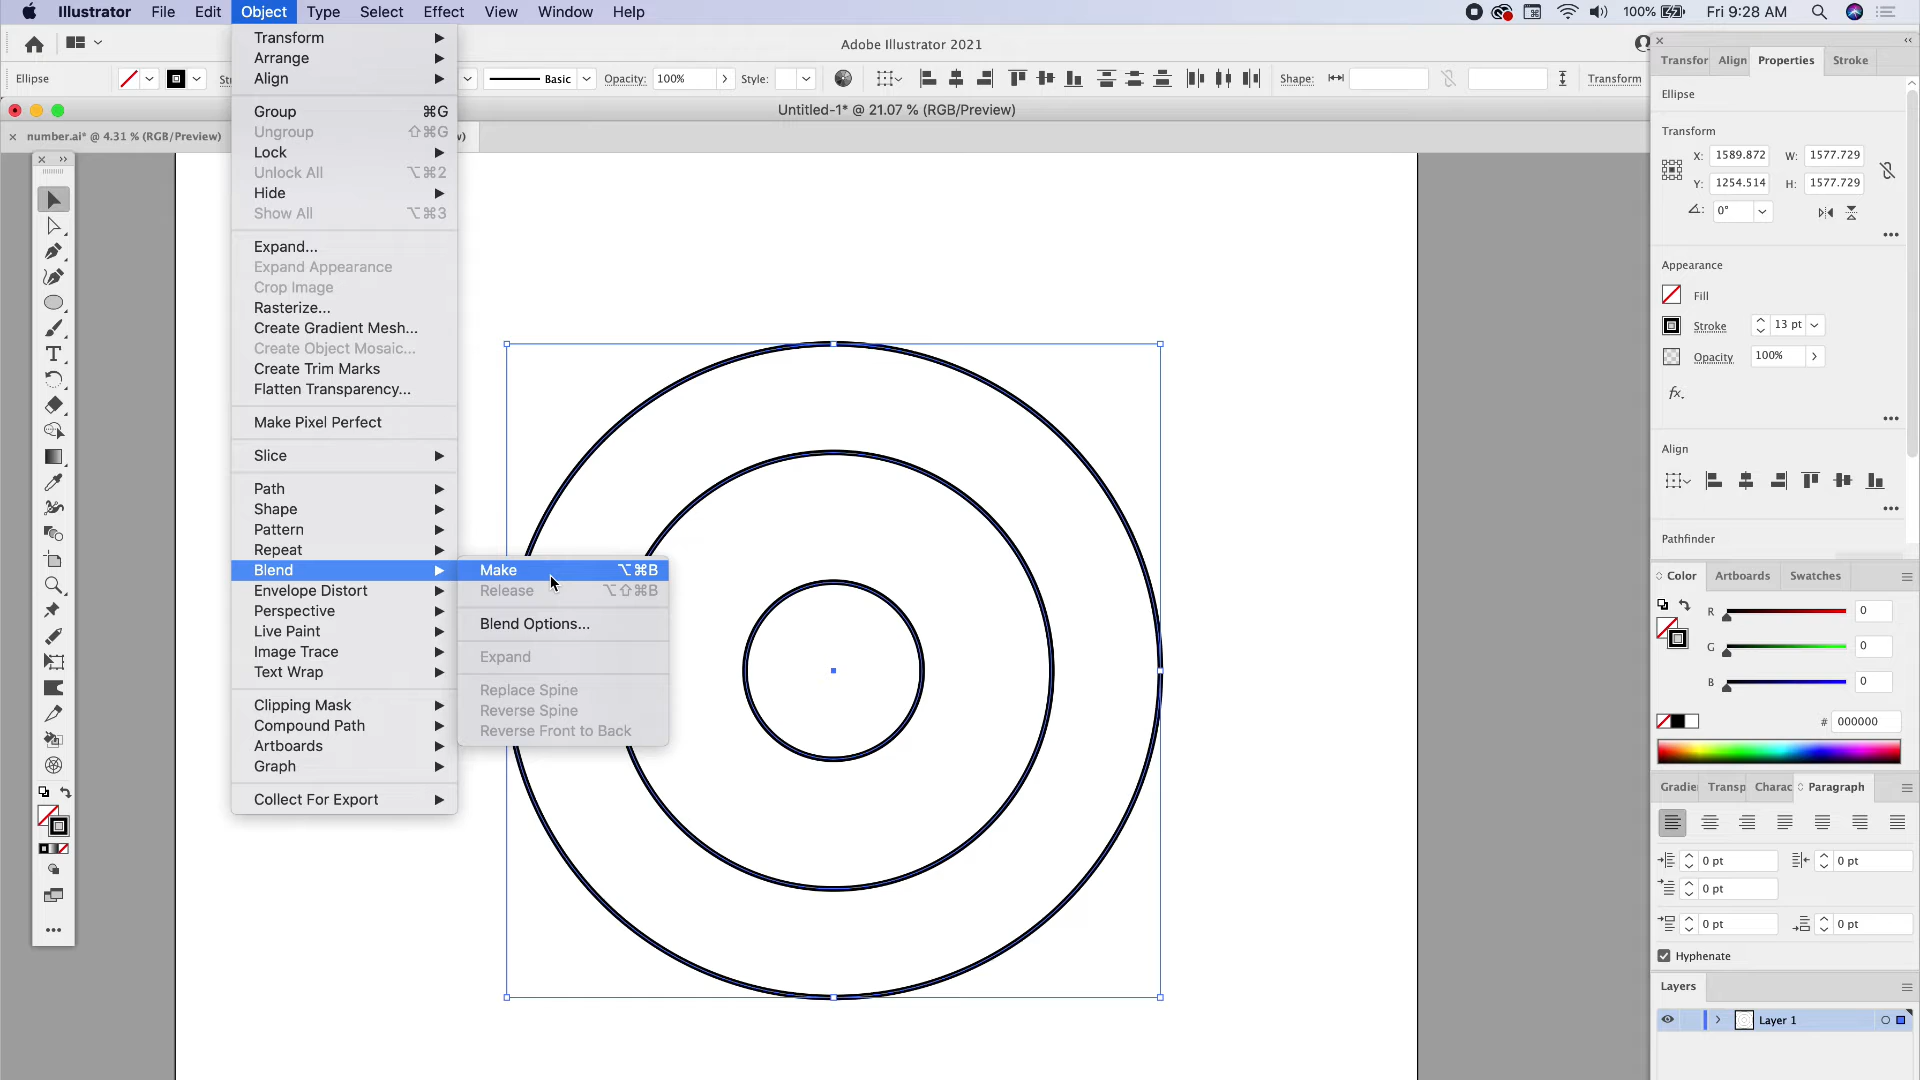 Illustrator File Edit Object Type Select Effect View Window Help 100% Fri 9:28 AM
Adobe Illustrator 2021
Ellipse Basic Opacity: 100% Style: Shape: Transform
Untitled-1* @ 21.07 % (RGB/Preview)
number.ai* @ 4.31 % (RGB/Preview)
Transform
Arrange
Align
Group ⌘G
Ungroup ⇧⌘G
Lock
Unlock All ⌥⌘2
Hide
Show All ⌥⌘3
Expand...
Expand Appearance
Crop Image
Rasterize...
Create Gradient Mesh...
Create Object Mosaic...
Create Trim Marks
Flatten Transparency...
Make Pixel Perfect
Slice
Path
Shape
Pattern
Repeat
Blend
Envelope Distort
Perspective
Live Paint
Image Trace
Text Wrap
Clipping Mask
Compound Path
Artboards
Graph
Collect For Export
Make ⌥⌘B
Release ⌥⇧⌘B
Blend Options...
Expand
Replace Spine
Reverse Spine
Reverse Front to Back
Transfor Align Properties Stroke
Ellipse
Transform
X: 1589.872 W: 1577.729
Y: 1254.514 H: 1577.729
0°
Appearance
Fill
Stroke 13 pt
Opacity 100%
fx.
Align
Pathfinder
Color Artboards Swatches
R 0
G 0
B 0
# 000000
Gradie Transp Charac Paragraph
0 pt 0 pt
0 pt
0 pt 0 pt
Hyphenate
Layers
Layer 1